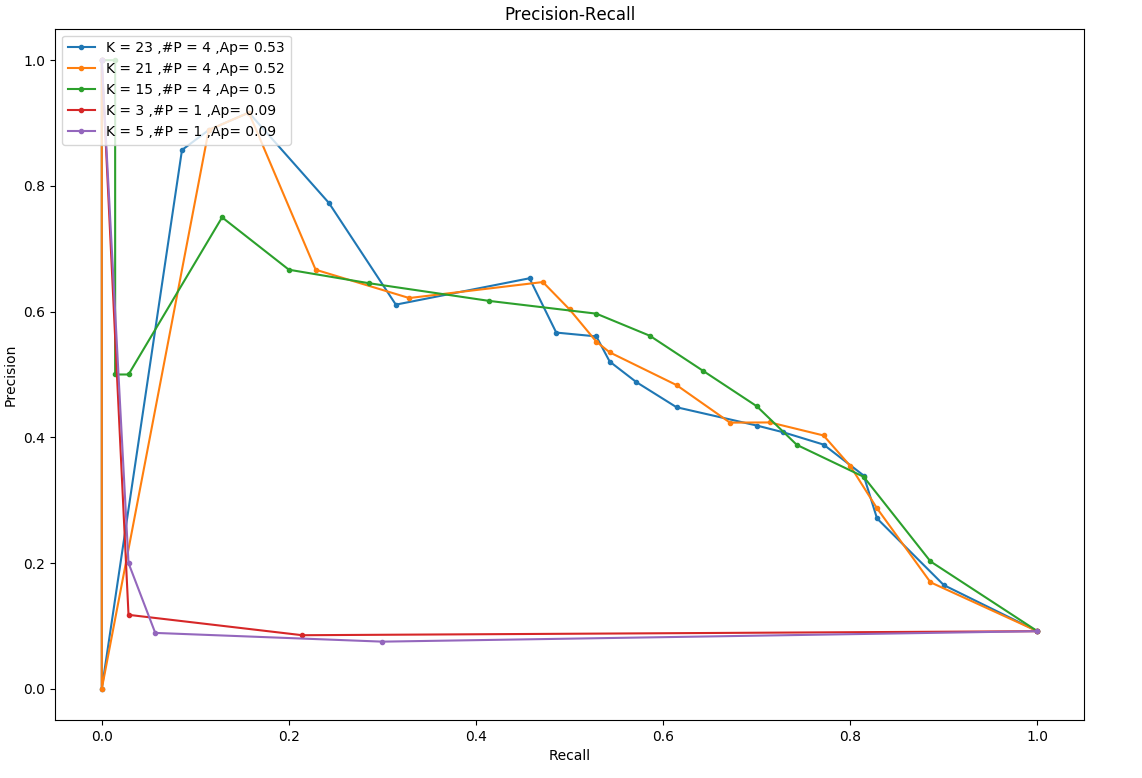 Precision-Recall
K = 23 ,#P = 4 ,Ap= 0.53
K = 21 ,#P = 4 ,Ap= 0.52
K = 15 ,#P = 4 ,Ap= 0.5
K = 3 ,#P = 1 ,Ap= 0.09
K = 5 ,#P = 1 ,Ap= 0.09
1.0
0.8
0.6
0.4
0.2
0.0
Precision
0.0 0.2 0.4 0.6 0.8 1.0
Recall